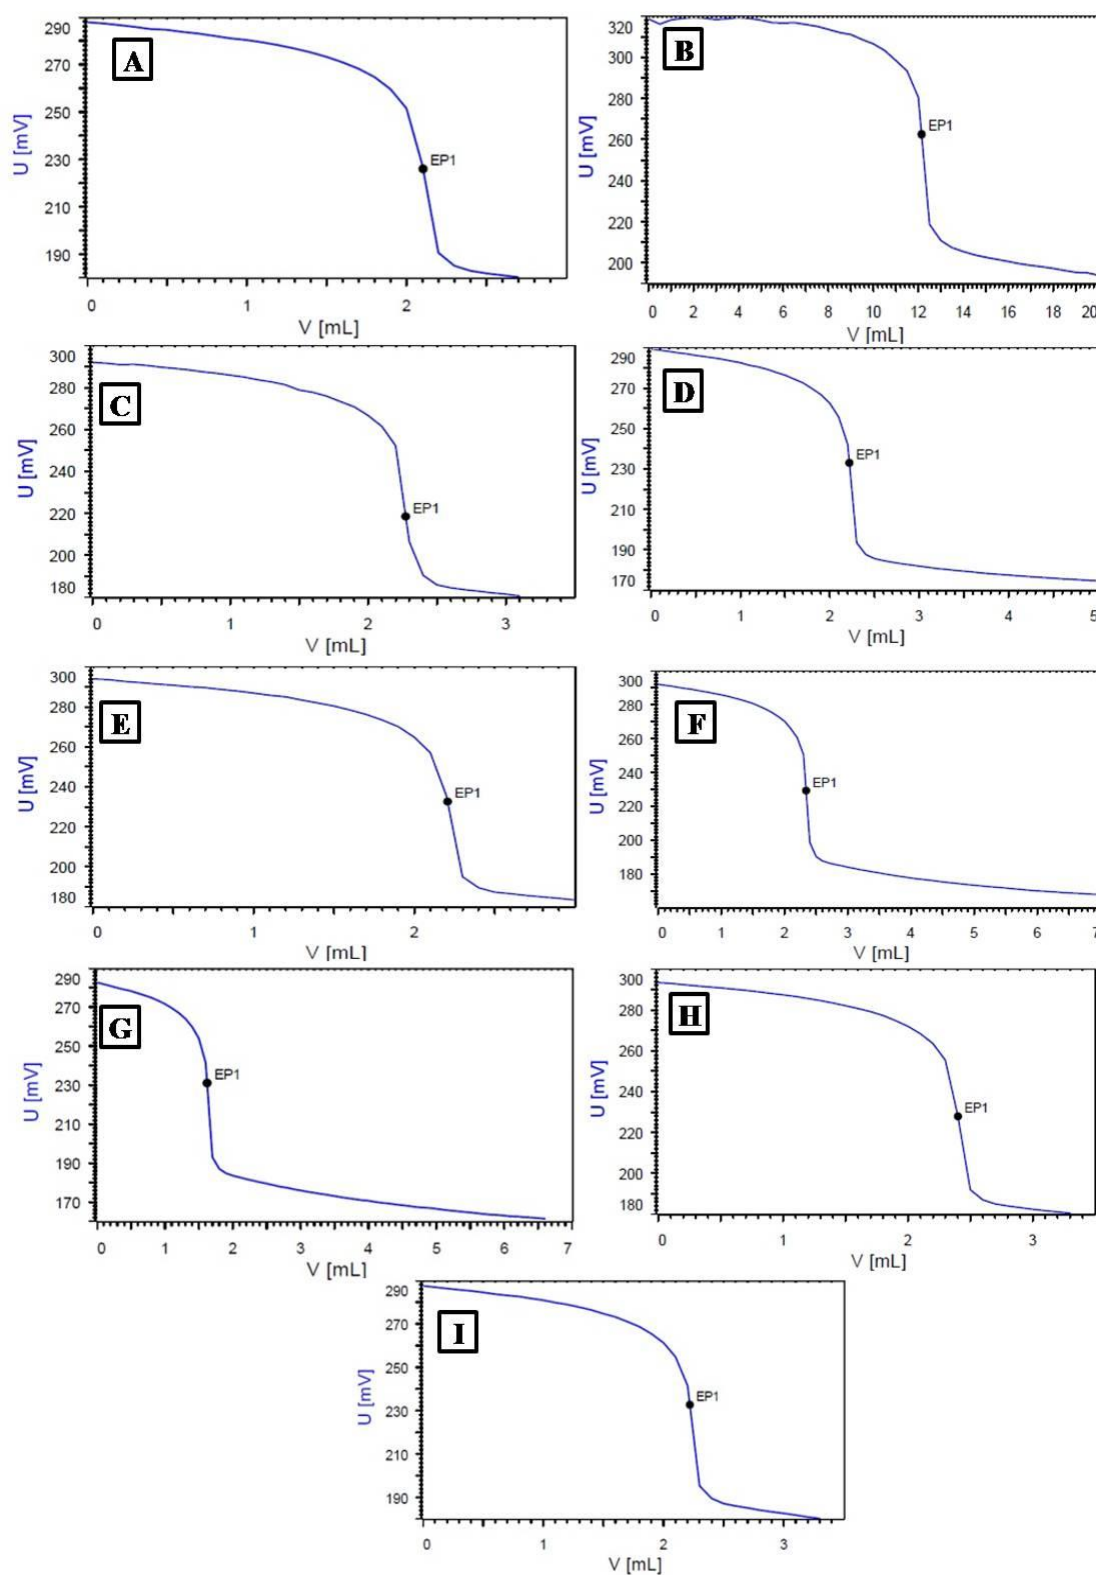 A
U [mV]
290
270
250
230
210
190
EP1
0 1 2
V [mL]
B
U [mV]
320
300
280
260
240
220
200
EP1
0 2 4 6 8 10 12 14 16 18 20
V [mL]
C
U [mV]
300
280
260
240
220
200
180
EP1
0 1 2 3
V [mL]
D
U [mV]
290
270
250
230
210
190
170
EP1
0 1 2 3 4 5
V [mL]
E
U [mV]
300
280
260
240
220
200
180
EP1
0 1 2
V [mL]
F
U [mV]
300
280
260
240
220
200
180
EP1
0 1 2 3 4 5 6 7
V [mL]
G
U [mV]
290
270
250
230
210
190
170
EP1
0 1 2 3 4 5 6 7
V [mL]
H
U [mV]
300
280
260
240
220
200
180
EP1
0 1 2 3
V [mL]
I
U [mV]
290
270
250
230
210
190
EP1
0 1 2 3
V [mL]